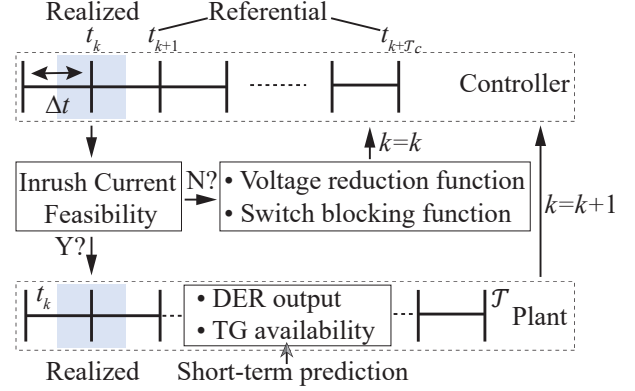 Realized Referential
t_k t_{k+1} t_{k+𝒯_c}
Controller
Δt
k=k
Inrush Current
Feasibility
N?
• Voltage reduction function
• Switch blocking function
k=k+1
Y?
t_k
• DER output
• TG availability
𝒯
Plant
Realized
Short-term prediction